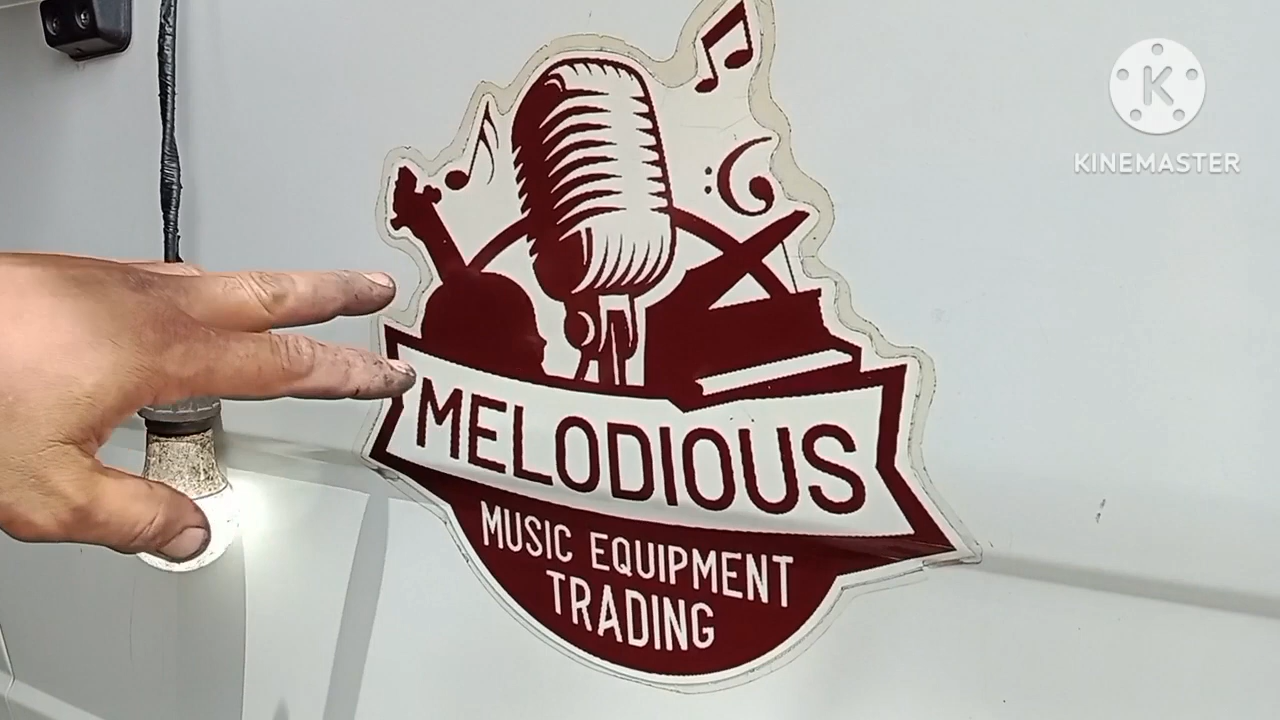 K
KINEMASTER
MELODIOUS
MUSIC EQUIPMENT
TRADING